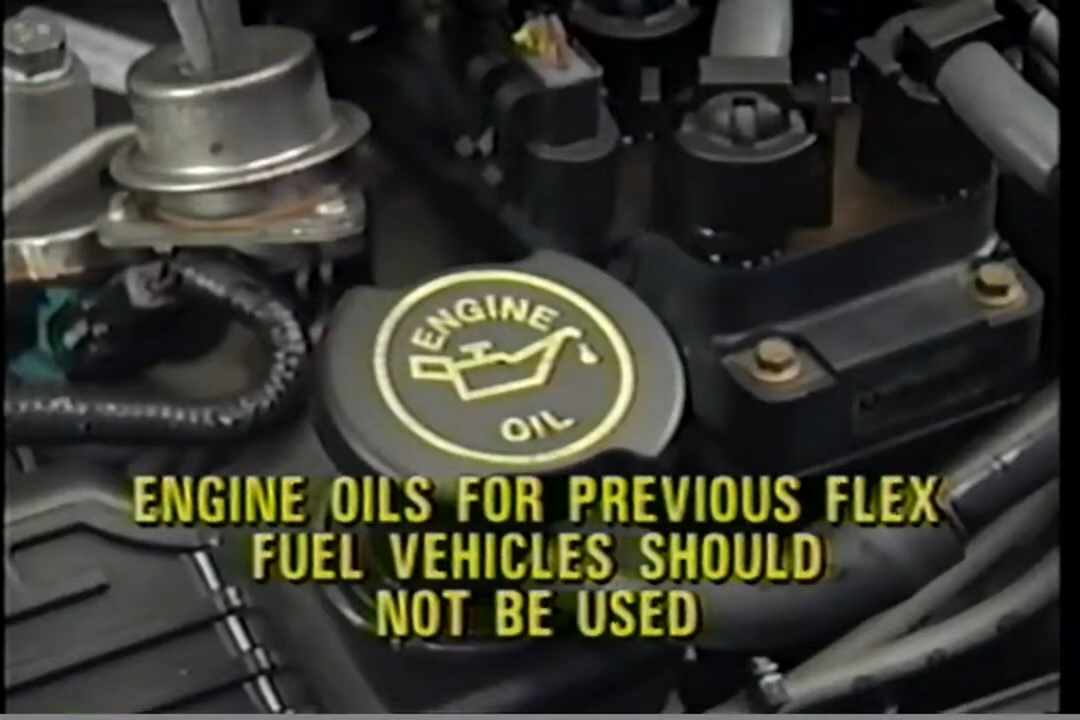 ENGINE
OIL
ENGINE OILS FOR PREVIOUS FLEX
FUEL VEHICLES SHOULD
NOT BE USED